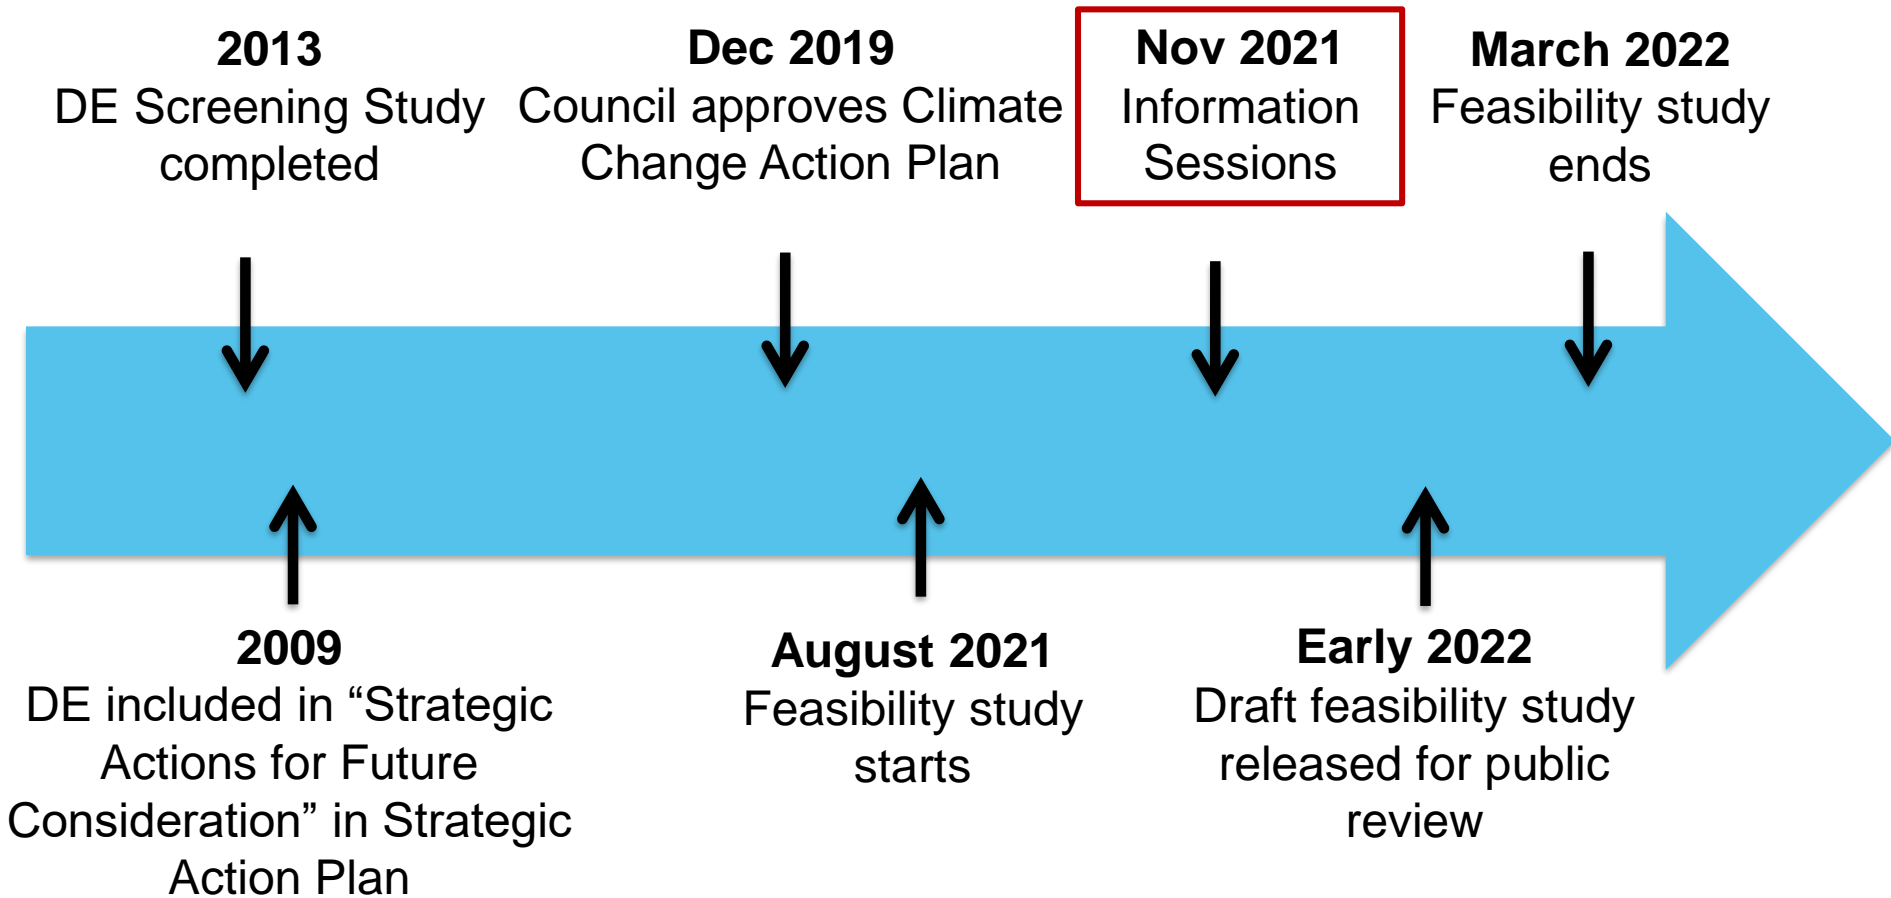 2013
DE Screening Study
completed
Dec 2019
Council approves Climate
Change Action Plan
Nov 2021
Information
Sessions
March 2022
Feasibility study
ends
2009
DE included in “Strategic
Actions for Future
Consideration” in Strategic
Action Plan
August 2021
Feasibility study
starts
Early 2022
Draft feasibility study
released for public
review